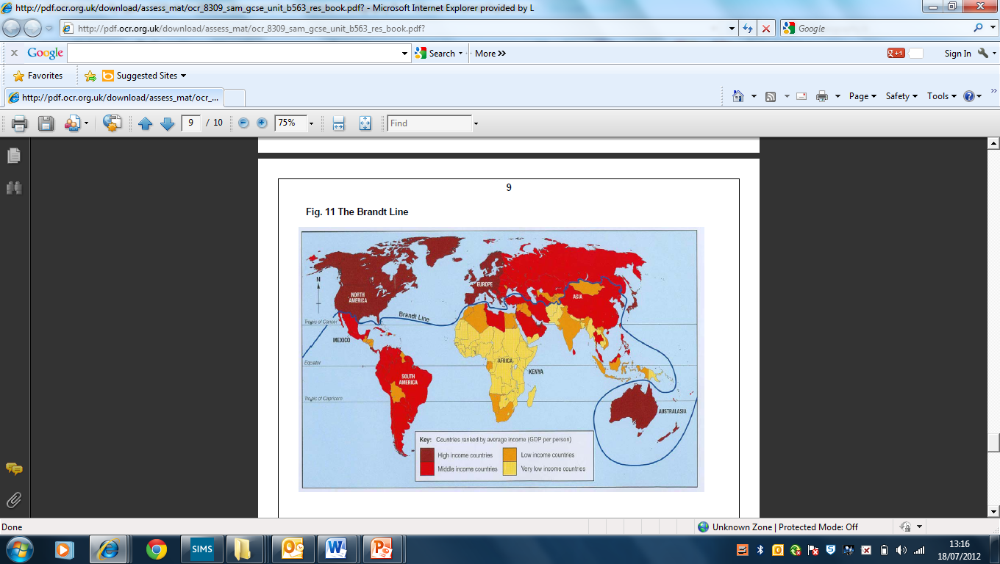 http://pdf.ocr.org.uk/download/assess_mat/ocr_8309_sam_gcse_unit_b563_res_book.pdf? - Microsoft Internet Explorer provided by L
http://pdf.ocr.org.uk/download/assess_mat/ocr_8309_sam_gcse_unit_b563_res_book.pdf?
Google
x Google Search More >> g+1 Sign In
Favorites Suggested Sites
http://pdf.ocr.org.uk/download/assess_mat/ocr_...
Page Safety Tools
9 / 10 75% Find
9
Fig. 11 The Brandt Line
N
NORTH AMERICA
EUROPE
ASIA
Brandt Line
Tropic of Cancer
MEXICO
Equator
AFRICA
KENYA
SOUTH AMERICA
Tropic of Capricorn
AUSTRALASIA
Key: Countries ranked by average income (GDP per person)
High income countries Low income countries
Middle income countries Very low income countries
Done Unknown Zone | Protected Mode: Off
SIMS
13:16
18/07/2012